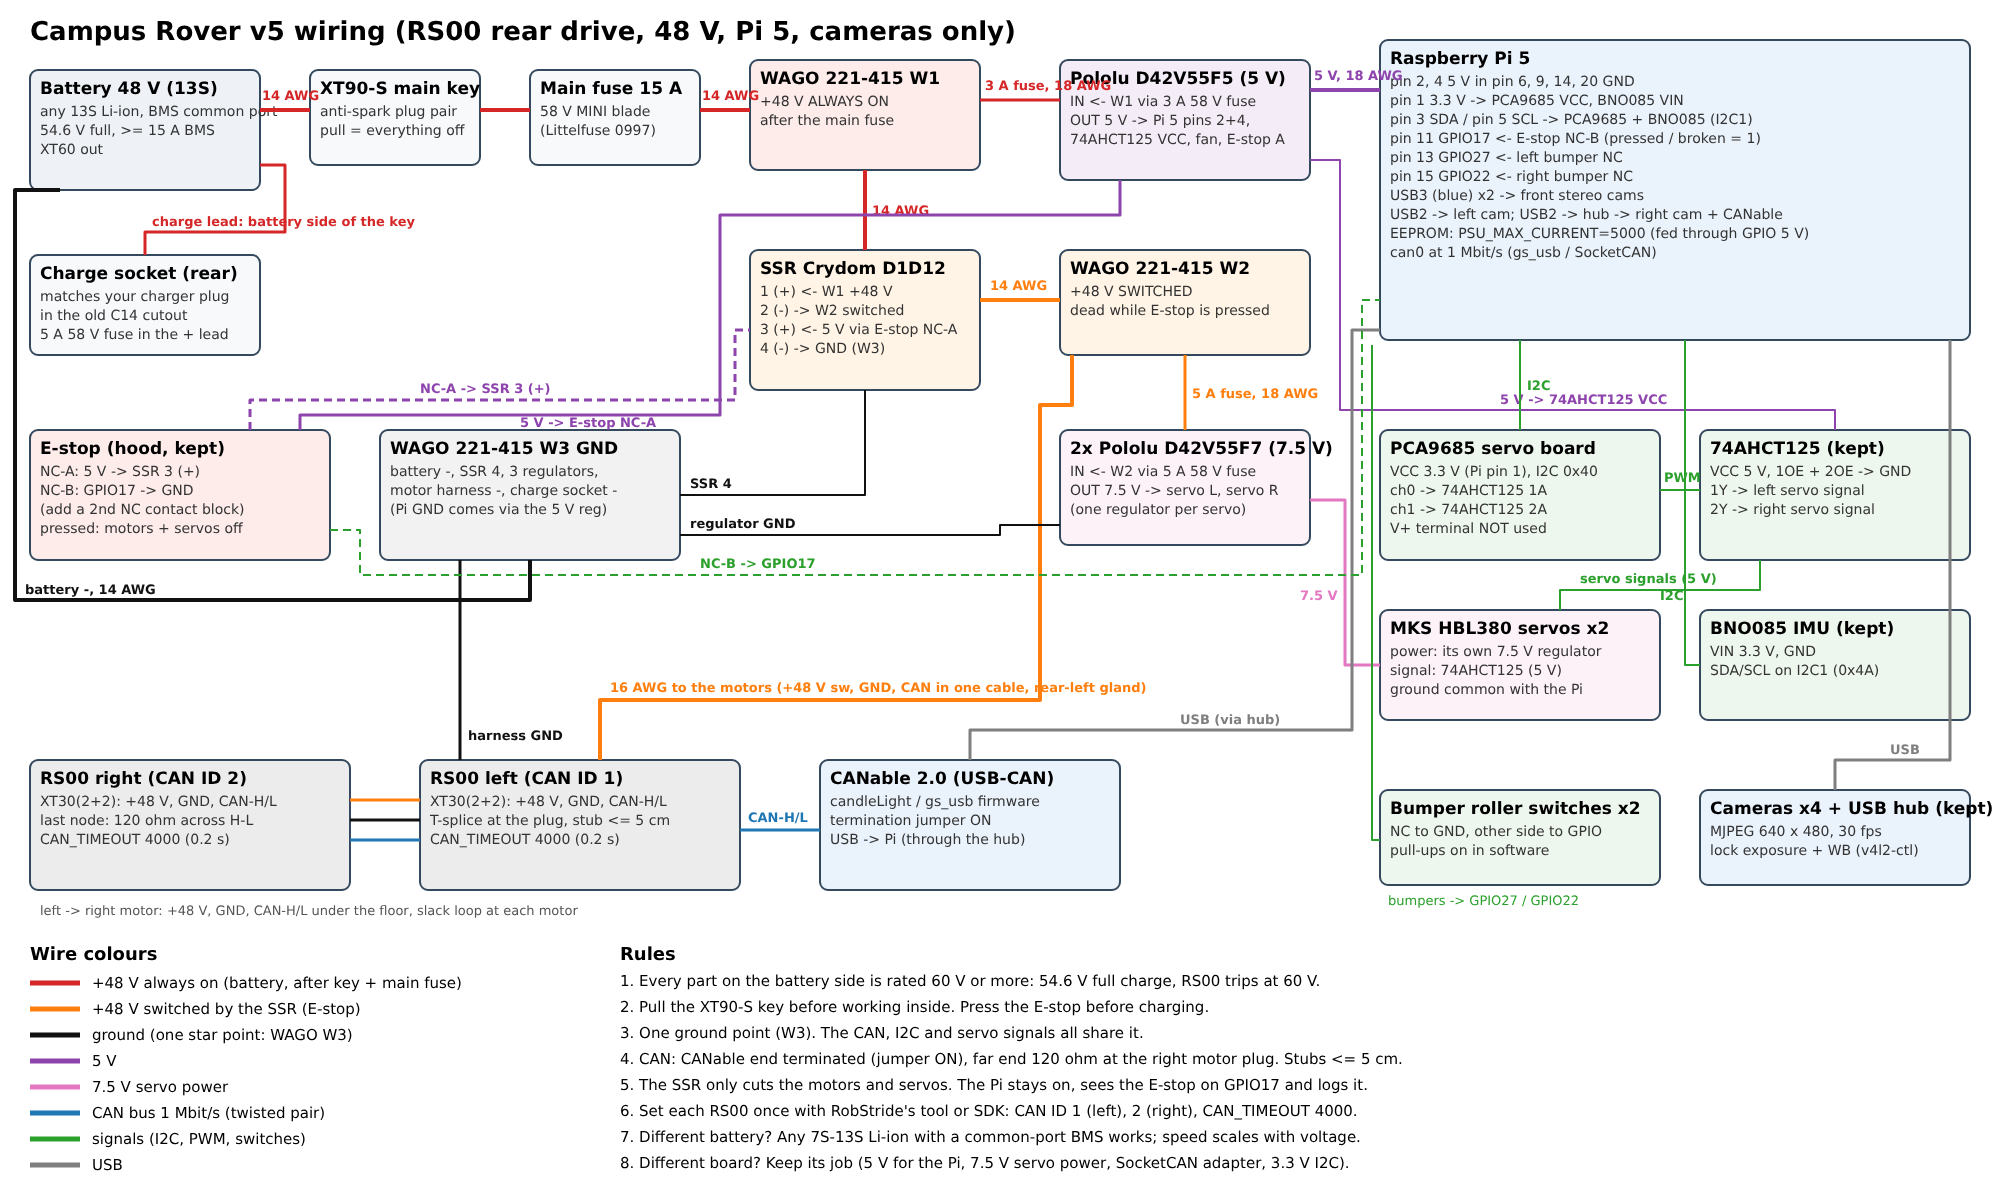 Campus Rover v5 wiring (RS00 rear drive, 48 V, Pi 5, cameras only)
Battery 48 V (13S)
any 13S Li-ion, BMS common port
54.6 V full, >= 15 A BMS
XT60 out
14 AWG
XT90-S main key
anti-spark plug pair
pull = everything off
Main fuse 15 A
58 V MINI blade
(Littelfuse 0997)
14 AWG
WAGO 221-415 W1
+48 V ALWAYS ON
after the main fuse
3 A fuse, 18 AWG
Pololu D42V55F5 (5 V)
IN <- W1 via 3 A 58 V fuse
OUT 5 V -> Pi 5 pins 2+4,
74AHCT125 VCC, fan, E-stop A
5 V, 18 AWG
Raspberry Pi 5
pin 2, 4 5 V in pin 6, 9, 14, 20 GND
pin 1 3.3 V -> PCA9685 VCC, BNO085 VIN
pin 3 SDA / pin 5 SCL -> PCA9685 + BNO085 (I2C1)
pin 11 GPIO17 <- E-stop NC-B (pressed / broken = 1)
pin 13 GPIO27 <- left bumper NC
pin 15 GPIO22 <- right bumper NC
USB3 (blue) x2 -> front stereo cams
USB2 -> left cam; USB2 -> hub -> right cam + CANable
EEPROM: PSU_MAX_CURRENT=5000 (fed through GPIO 5 V)
can0 at 1 Mbit/s (gs_usb / SocketCAN)
charge lead: battery side of the key
14 AWG
Charge socket (rear)
matches your charger plug
in the old C14 cutout
5 A 58 V fuse in the + lead
SSR Crydom D1D12
1 (+) <- W1 +48 V
2 (-) -> W2 switched
3 (+) <- 5 V via E-stop NC-A
4 (-) -> GND (W3)
14 AWG
WAGO 221-415 W2
+48 V SWITCHED
dead while E-stop is pressed
NC-A -> SSR 3 (+)
5 V -> E-stop NC-A
5 A fuse, 18 AWG
I2C
5 V -> 74AHCT125 VCC
E-stop (hood, kept)
NC-A: 5 V -> SSR 3 (+)
NC-B: GPIO17 -> GND
(add a 2nd NC contact block)
pressed: motors + servos off
WAGO 221-415 W3 GND
battery -, SSR 4, 3 regulators,
motor harness -, charge socket -
(Pi GND comes via the 5 V reg)
SSR 4
regulator GND
2x Pololu D42V55F7 (7.5 V)
IN <- W2 via 5 A 58 V fuse
OUT 7.5 V -> servo L, servo R
(one regulator per servo)
PCA9685 servo board
VCC 3.3 V (Pi pin 1), I2C 0x40
ch0 -> 74AHCT125 1A
ch1 -> 74AHCT125 2A
V+ terminal NOT used
PWM
74AHCT125 (kept)
VCC 5 V, 1OE + 2OE -> GND
1Y -> left servo signal
2Y -> right servo signal
NC-B -> GPIO17
battery -, 14 AWG
7.5 V
servo signals (5 V)
I2C
MKS HBL380 servos x2
power: its own 7.5 V regulator
signal: 74AHCT125 (5 V)
ground common with the Pi
BNO085 IMU (kept)
VIN 3.3 V, GND
SDA/SCL on I2C1 (0x4A)
16 AWG to the motors (+48 V sw, GND, CAN in one cable, rear-left gland)
USB (via hub)
harness GND
USB
RS00 right (CAN ID 2)
XT30(2+2): +48 V, GND, CAN-H/L
last node: 120 ohm across H-L
CAN_TIMEOUT 4000 (0.2 s)
RS00 left (CAN ID 1)
XT30(2+2): +48 V, GND, CAN-H/L
T-splice at the plug, stub <= 5 cm
CAN_TIMEOUT 4000 (0.2 s)
CAN-H/L
CANable 2.0 (USB-CAN)
candleLight / gs_usb firmware
termination jumper ON
USB -> Pi (through the hub)
Bumper roller switches x2
NC to GND, other side to GPIO
pull-ups on in software
Cameras x4 + USB hub (kept)
MJPEG 640 x 480, 30 fps
lock exposure + WB (v4l2-ctl)
left -> right motor: +48 V, GND, CAN-H/L under the floor, slack loop at each motor
bumpers -> GPIO27 / GPIO22
Wire colours
+48 V always on (battery, after key + main fuse)
+48 V switched by the SSR (E-stop)
ground (one star point: WAGO W3)
5 V
7.5 V servo power
CAN bus 1 Mbit/s (twisted pair)
signals (I2C, PWM, switches)
USB
Rules
1. Every part on the battery side is rated 60 V or more: 54.6 V full charge, RS00 trips at 60 V.
2. Pull the XT90-S key before working inside. Press the E-stop before charging.
3. One ground point (W3). The CAN, I2C and servo signals all share it.
4. CAN: CANable end terminated (jumper ON), far end 120 ohm at the right motor plug. Stubs <= 5 cm.
5. The SSR only cuts the motors and servos. The Pi stays on, sees the E-stop on GPIO17 and logs it.
6. Set each RS00 once with RobStride's tool or SDK: CAN ID 1 (left), 2 (right), CAN_TIMEOUT 4000.
7. Different battery? Any 7S-13S Li-ion with a common-port BMS works; speed scales with voltage.
8. Different board? Keep its job (5 V for the Pi, 7.5 V servo power, SocketCAN adapter, 3.3 V I2C).